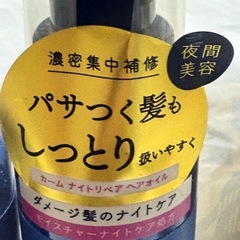 濃密集中補修
夜間
美容
パサつく髪も
しっとり扱いやすく
カーム ナイトリペア ヘアオイル
ダメージ髪のナイトケア
モイスチャーナイトケア処方